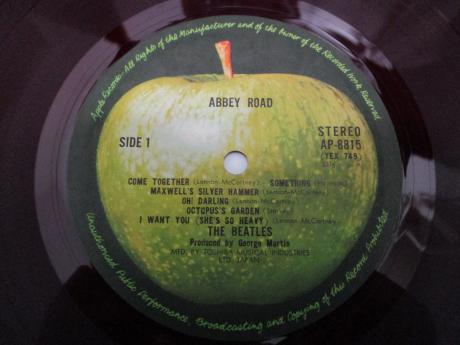 Apple Records—All Rights of the Manufacturer and of the Owner of the Recorded Work Reserved
ABBEY ROAD
SIDE 1
STEREO
AP-8815
(YEX 749)
COME TOGETHER (Lennon-McCartney) SOMETHING (Harrison)
MAXWELL'S SILVER HAMMER (Lennon-McCartney)
OH! DARLING (Lennon-McCartney)
OCTOPUS'S GARDEN (Starkey)
I WANT YOU (SHE'S SO HEAVY) (Lennon-McCartney)
THE BEATLES
Produced by George Martin
MFD. BY TOSHIBA MUSICAL INDUSTRIES
LTD. JAPAN
Unauthorized Public Performance, Broadcasting and Copying of this Record Prohibited